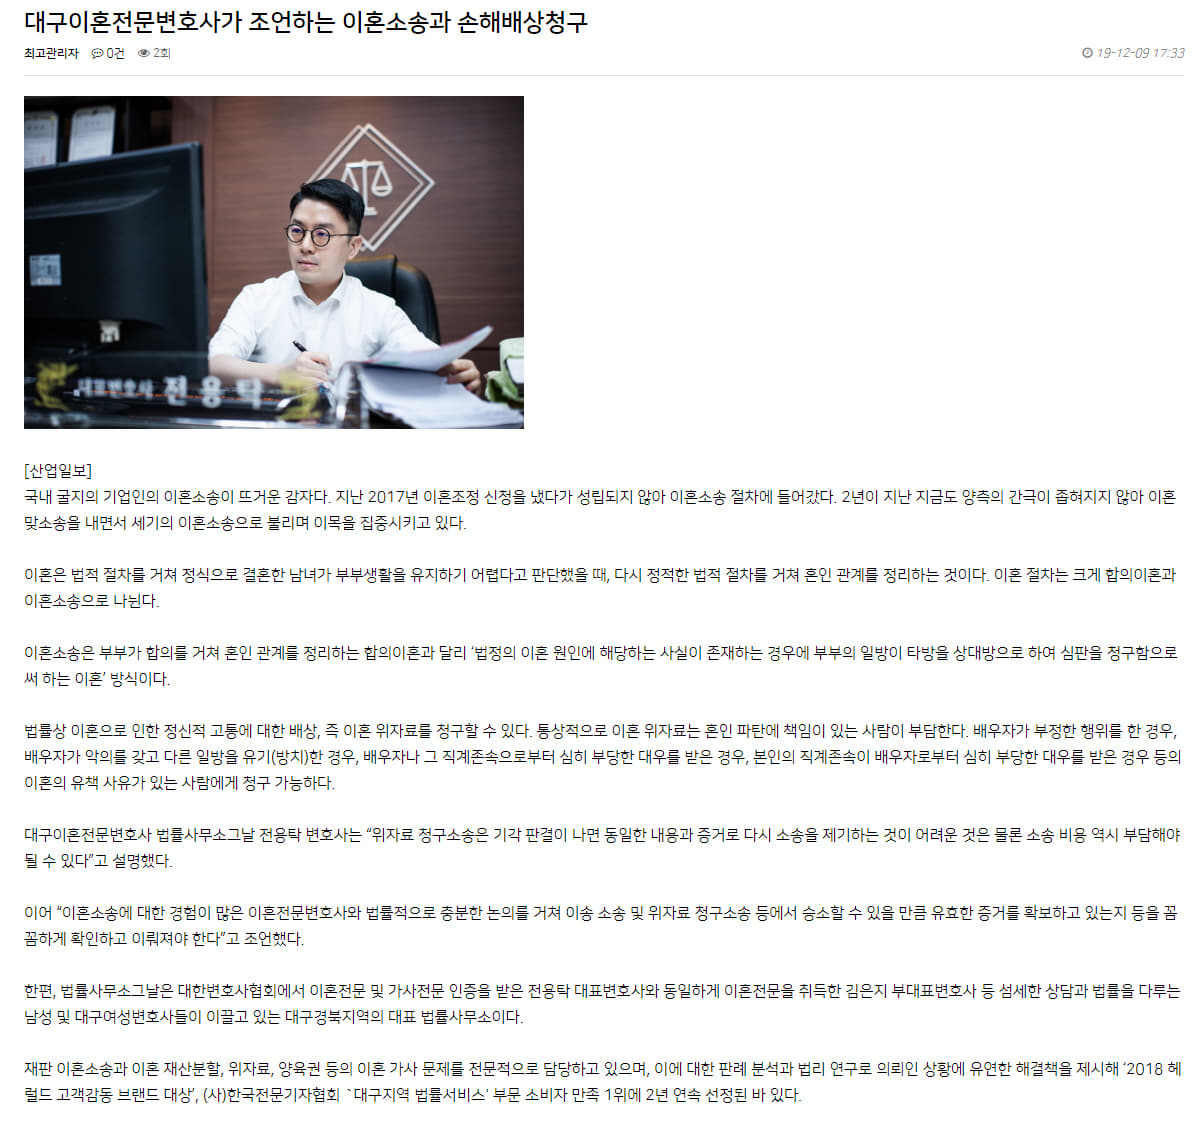 대구이혼전문변호사가 조언하는 이혼소송과 손해배상청구
최고관리자 0건 2회 19-12-09 17:33
대표변호사 전용탁
[산업일보]
국내 굴지의 기업인의 이혼소송이 뜨거운 감자다. 지난 2017년 이혼조정 신청을 냈다가 성립되지 않아 이혼소송 절차에 들어갔다. 2년이 지난 지금도 양측의 간극이 좁혀지지 않아 이혼
맞소송을 내면서 세기의 이혼소송으로 불리며 이목을 집중시키고 있다.
이혼은 법적 절차를 거쳐 정식으로 결혼한 남녀가 부부생활을 유지하기 어렵다고 판단했을 때, 다시 정적한 법적 절차를 거쳐 혼인 관계를 정리하는 것이다. 이혼 절차는 크게 합의이혼과
이혼소송으로 나뉜다.
이혼소송은 부부가 합의를 거쳐 혼인 관계를 정리하는 합의이혼과 달리 ‘법정의 이혼 원인에 해당하는 사실이 존재하는 경우에 부부의 일방이 타방을 상대방으로 하여 심판을 청구함으로
써 하는 이혼’ 방식이다.
법률상 이혼으로 인한 정신적 고통에 대한 배상, 즉 이혼 위자료를 청구할 수 있다. 통상적으로 이혼 위자료는 혼인 파탄에 책임이 있는 사람이 부담한다. 배우자가 부정한 행위를 한 경우,
배우자가 악의를 갖고 다른 일방을 유기(방치)한 경우, 배우자나 그 직계존속으로부터 심히 부당한 대우를 받은 경우, 본인의 직계존속이 배우자로부터 심히 부당한 대우를 받은 경우 등의
이혼의 유책 사유가 있는 사람에게 청구 가능하다.
대구이혼전문변호사 법률사무소그날 전용탁 변호사는 “위자료 청구소송은 기각 판결이 나면 동일한 내용과 증거로 다시 소송을 제기하는 것이 어려운 것은 물론 소송 비용 역시 부담해야
될 수 있다”고 설명했다.
이어 “이혼소송에 대한 경험이 많은 이혼전문변호사와 법률적으로 충분한 논의를 거쳐 이송 소송 및 위자료 청구소송 등에서 승소할 수 있을 만큼 유효한 증거를 확보하고 있는지 등을 꼼
꼼하게 확인하고 이뤄져야 한다”고 조언했다.
한편, 법률사무소그날은 대한변호사협회에서 이혼전문 및 가사전문 인증을 받은 전용탁 대표변호사와 동일하게 이혼전문을 취득한 김은지 부대표변호사 등 섬세한 상담과 법률을 다루는
남성 및 대구여성변호사들이 이끌고 있는 대구경북지역의 대표 법률사무소이다.
재판 이혼소송과 이혼 재산분할, 위자료, 양육권 등의 이혼 가사 문제를 전문적으로 담당하고 있으며, 이에 대한 판례 분석과 법리 연구로 의뢰인 상황에 유연한 해결책을 제시해 ‘2018 헤
럴드 고객감동 브랜드 대상’, (사)한국전문기자협회 `대구지역 법률서비스' 부문 소비자 만족 1위에 2년 연속 선정된 바 있다.